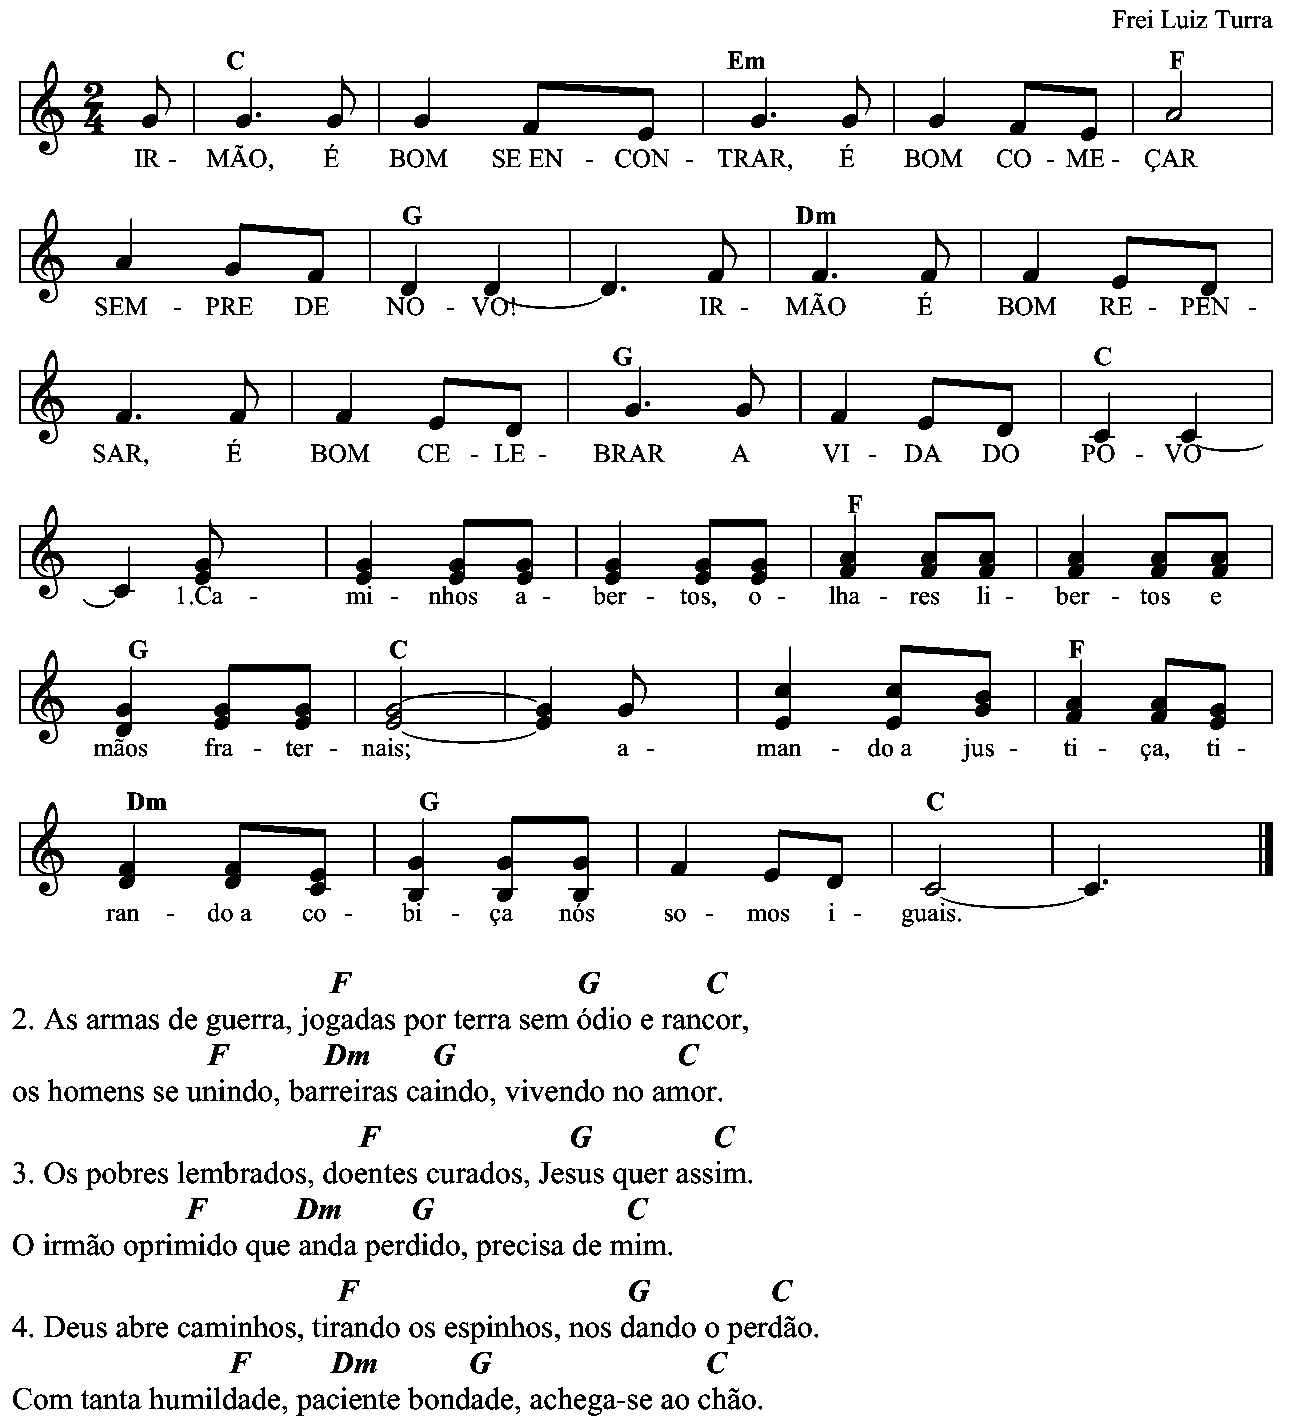 Frei Luiz Turra
C Em F
2 4
IR - MÃO, É BOM SE EN - CON - TRAR, É BOM CO - ME - ÇAR
G Dm
SEM - PRE DE NO - VO! IR - MÃO É BOM RE - PEN -
G C
SAR, É BOM CE - LE - BRAR A VI - DA DO PO - VO
F
1.Ca - mi - nhos a - ber - tos, o - lha - res li - ber - tos e
G C F
mãos fra - ter - nais; a - man - do a jus - ti - ça, ti -
Dm G C
ran - do a co - bi - ça nós so - mos i - guais.
F G C
2. As armas de guerra, jogadas por terra sem ódio e rancor,
F Dm G C
os homens se unindo, barreiras caindo, vivendo no amor.
F G C
3. Os pobres lembrados, doentes curados, Jesus quer assim.
F Dm G C
O irmão oprimido que anda perdido, precisa de mim.
F G C
4. Deus abre caminhos, tirando os espinhos, nos dando o perdão.
F Dm G C
Com tanta humildade, paciente bondade, achega-se ao chão.